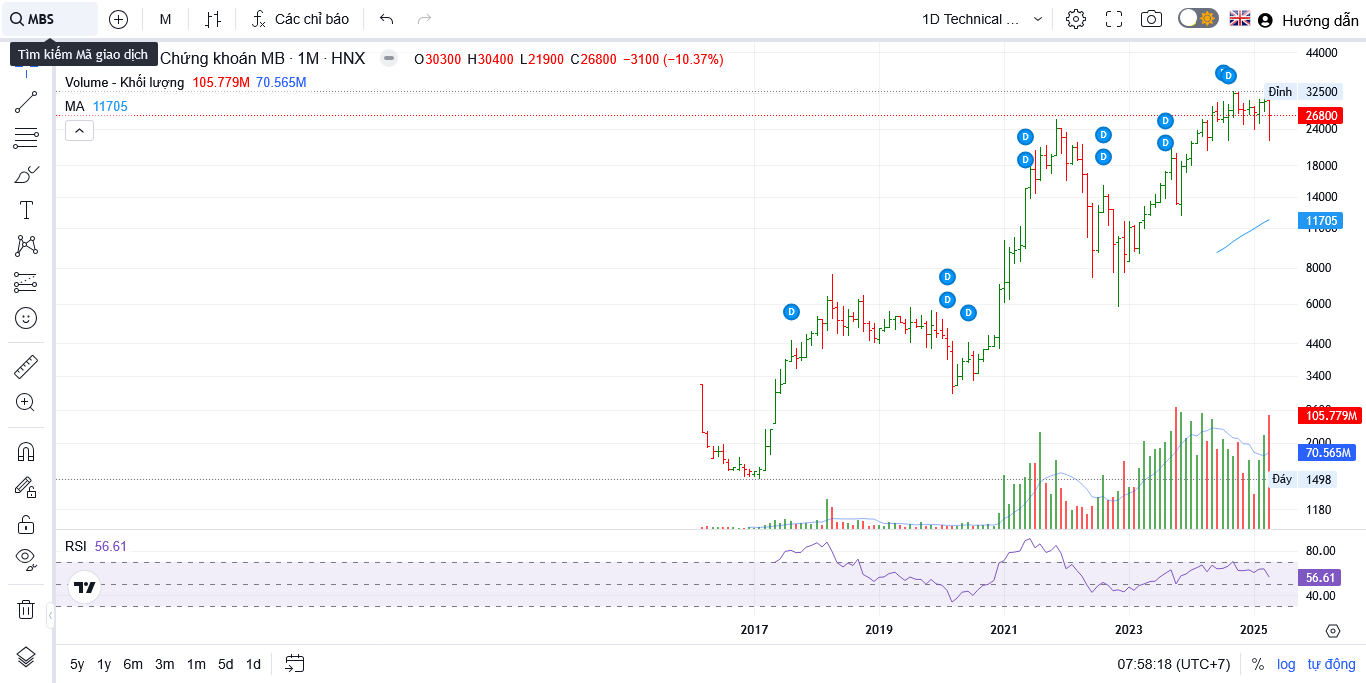 MBS
M
Các chỉ báo
1D Technical ...
Hướng dẫn
Tìm kiếm Mã giao dịch
Chứng khoán MB · 1M · HNX
O30300 H30400 L21900 C26800 −3100 (−10.37%)
Volume - Khối lượng 105.779M 70.565M
MA 11705
44000
Đỉnh 32500
26800
24000
18000
14000
11705
11000
8000
6000
4400
3400
105.779M
2000
70.565M
Đáy 1498
1180
D
D
D
D
D
D
D
D
D
D
D
D
RSI 56.61
80.00
56.61
40.00
2017 2019 2021 2023 2025
5y 1y 6m 3m 1m 5d 1d
07:58:18 (UTC+7) % log tự động